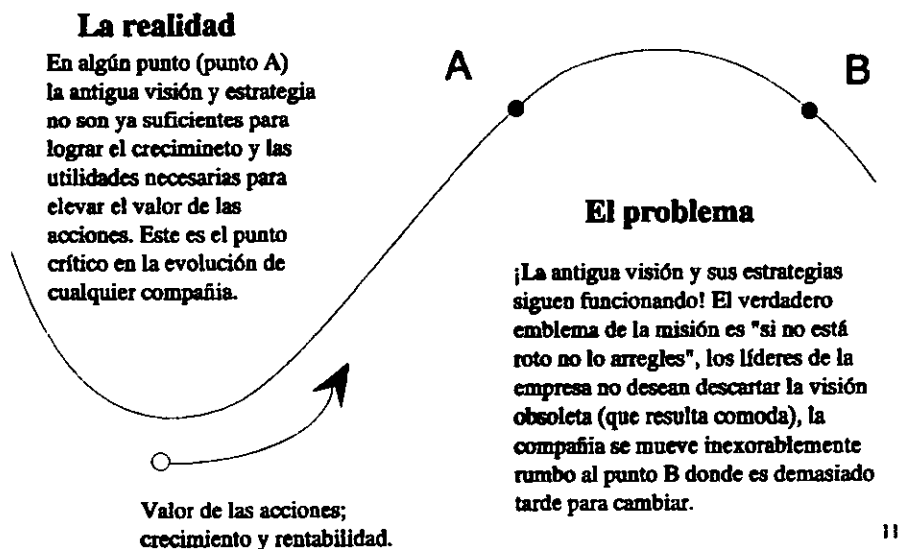 La realidad
En algún punto (punto A)
la antigua visión y estrategia
no son ya suficientes para
lograr el crecimineto y las
utilidades necesarias para
elevar el valor de las
acciones. Este es el punto
crítico en la evolución de
cualquier compañia.
A
B
El problema
¡La antigua visión y sus estrategias
siguen funcionando! El verdadero
emblema de la misión es "si no está
roto no lo arregles", los líderes de la
empresa no desean descartar la visión
obsoleta (que resulta comoda), la
compañia se mueve inexorablemente
rumbo al punto B donde es demasiado
tarde para cambiar.
Valor de las acciones;
crecimiento y rentabilidad.
11